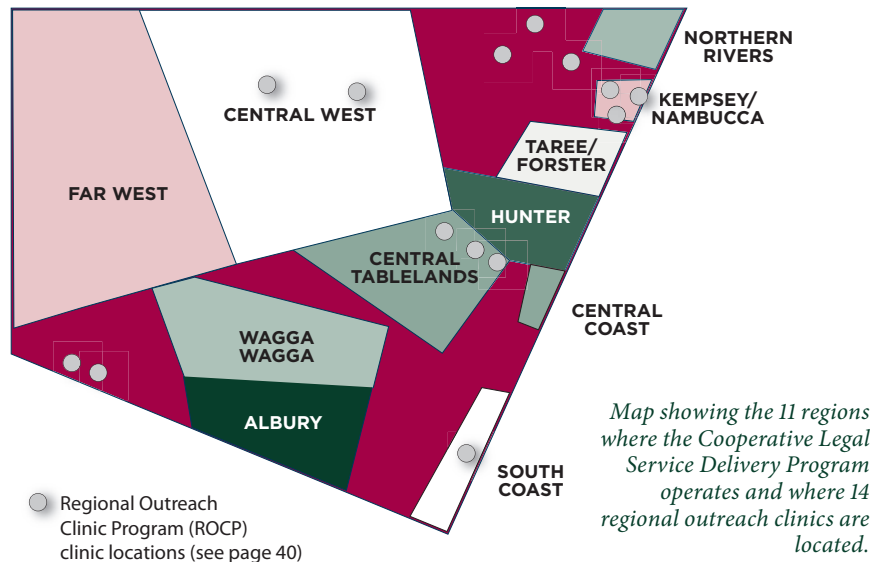 NORTHERN
RIVERS
KEMPSEY/
NAMBUCCA
CENTRAL WEST
TAREE/
FORSTER
FAR WEST
HUNTER
CENTRAL
TABLELANDS
CENTRAL
COAST
WAGGA
WAGGA
ALBURY
SOUTH
COAST
Map showing the 11 regions
where the Cooperative Legal
Service Delivery Program
operates and where 14
regional outreach clinics are
located.
Regional Outreach
Clinic Program (ROCP)
clinic locations (see page 40)